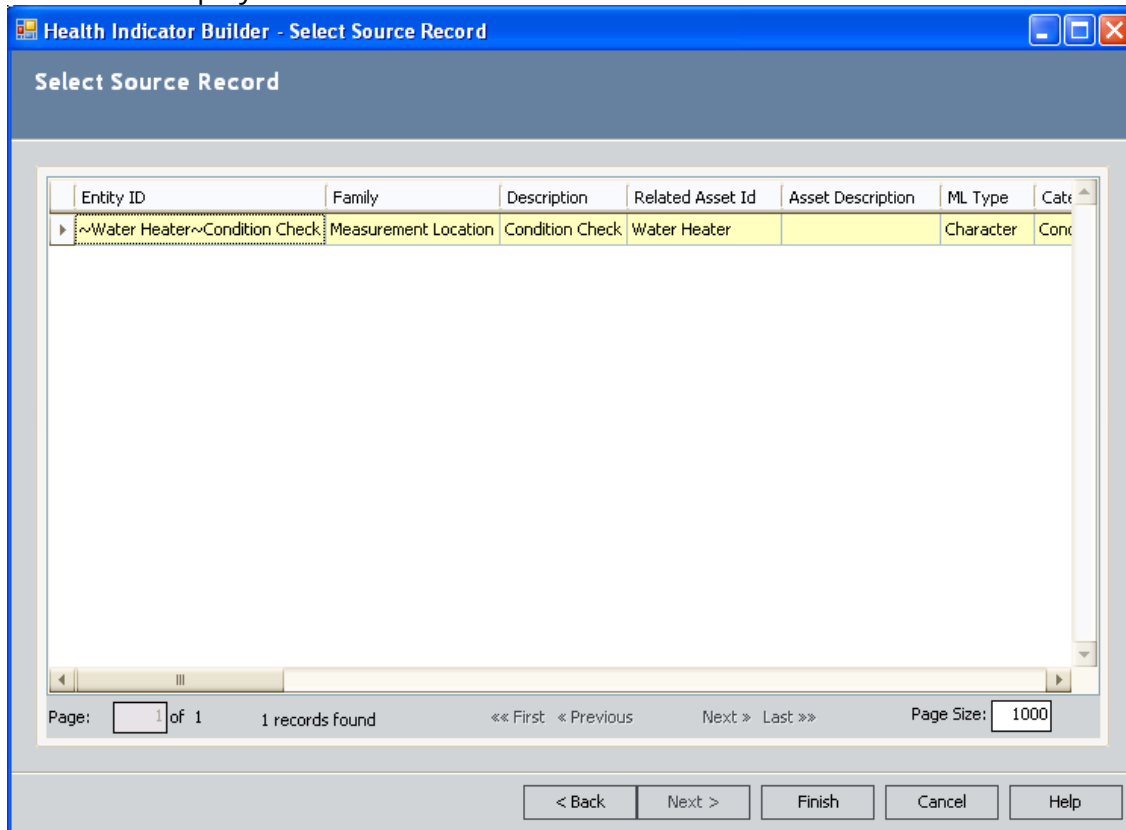 Health Indicator Builder - Select Source Record
Select Source Record
Entity ID Family Description Related Asset Id Asset Description ML Type Cate
~Water Heater~Condition Check Measurement Location Condition Check Water Heater Character Conc
Page: 1 of 1 1 records found «« First « Previous Next » Last »» Page Size: 1000
< Back Next > Finish Cancel Help